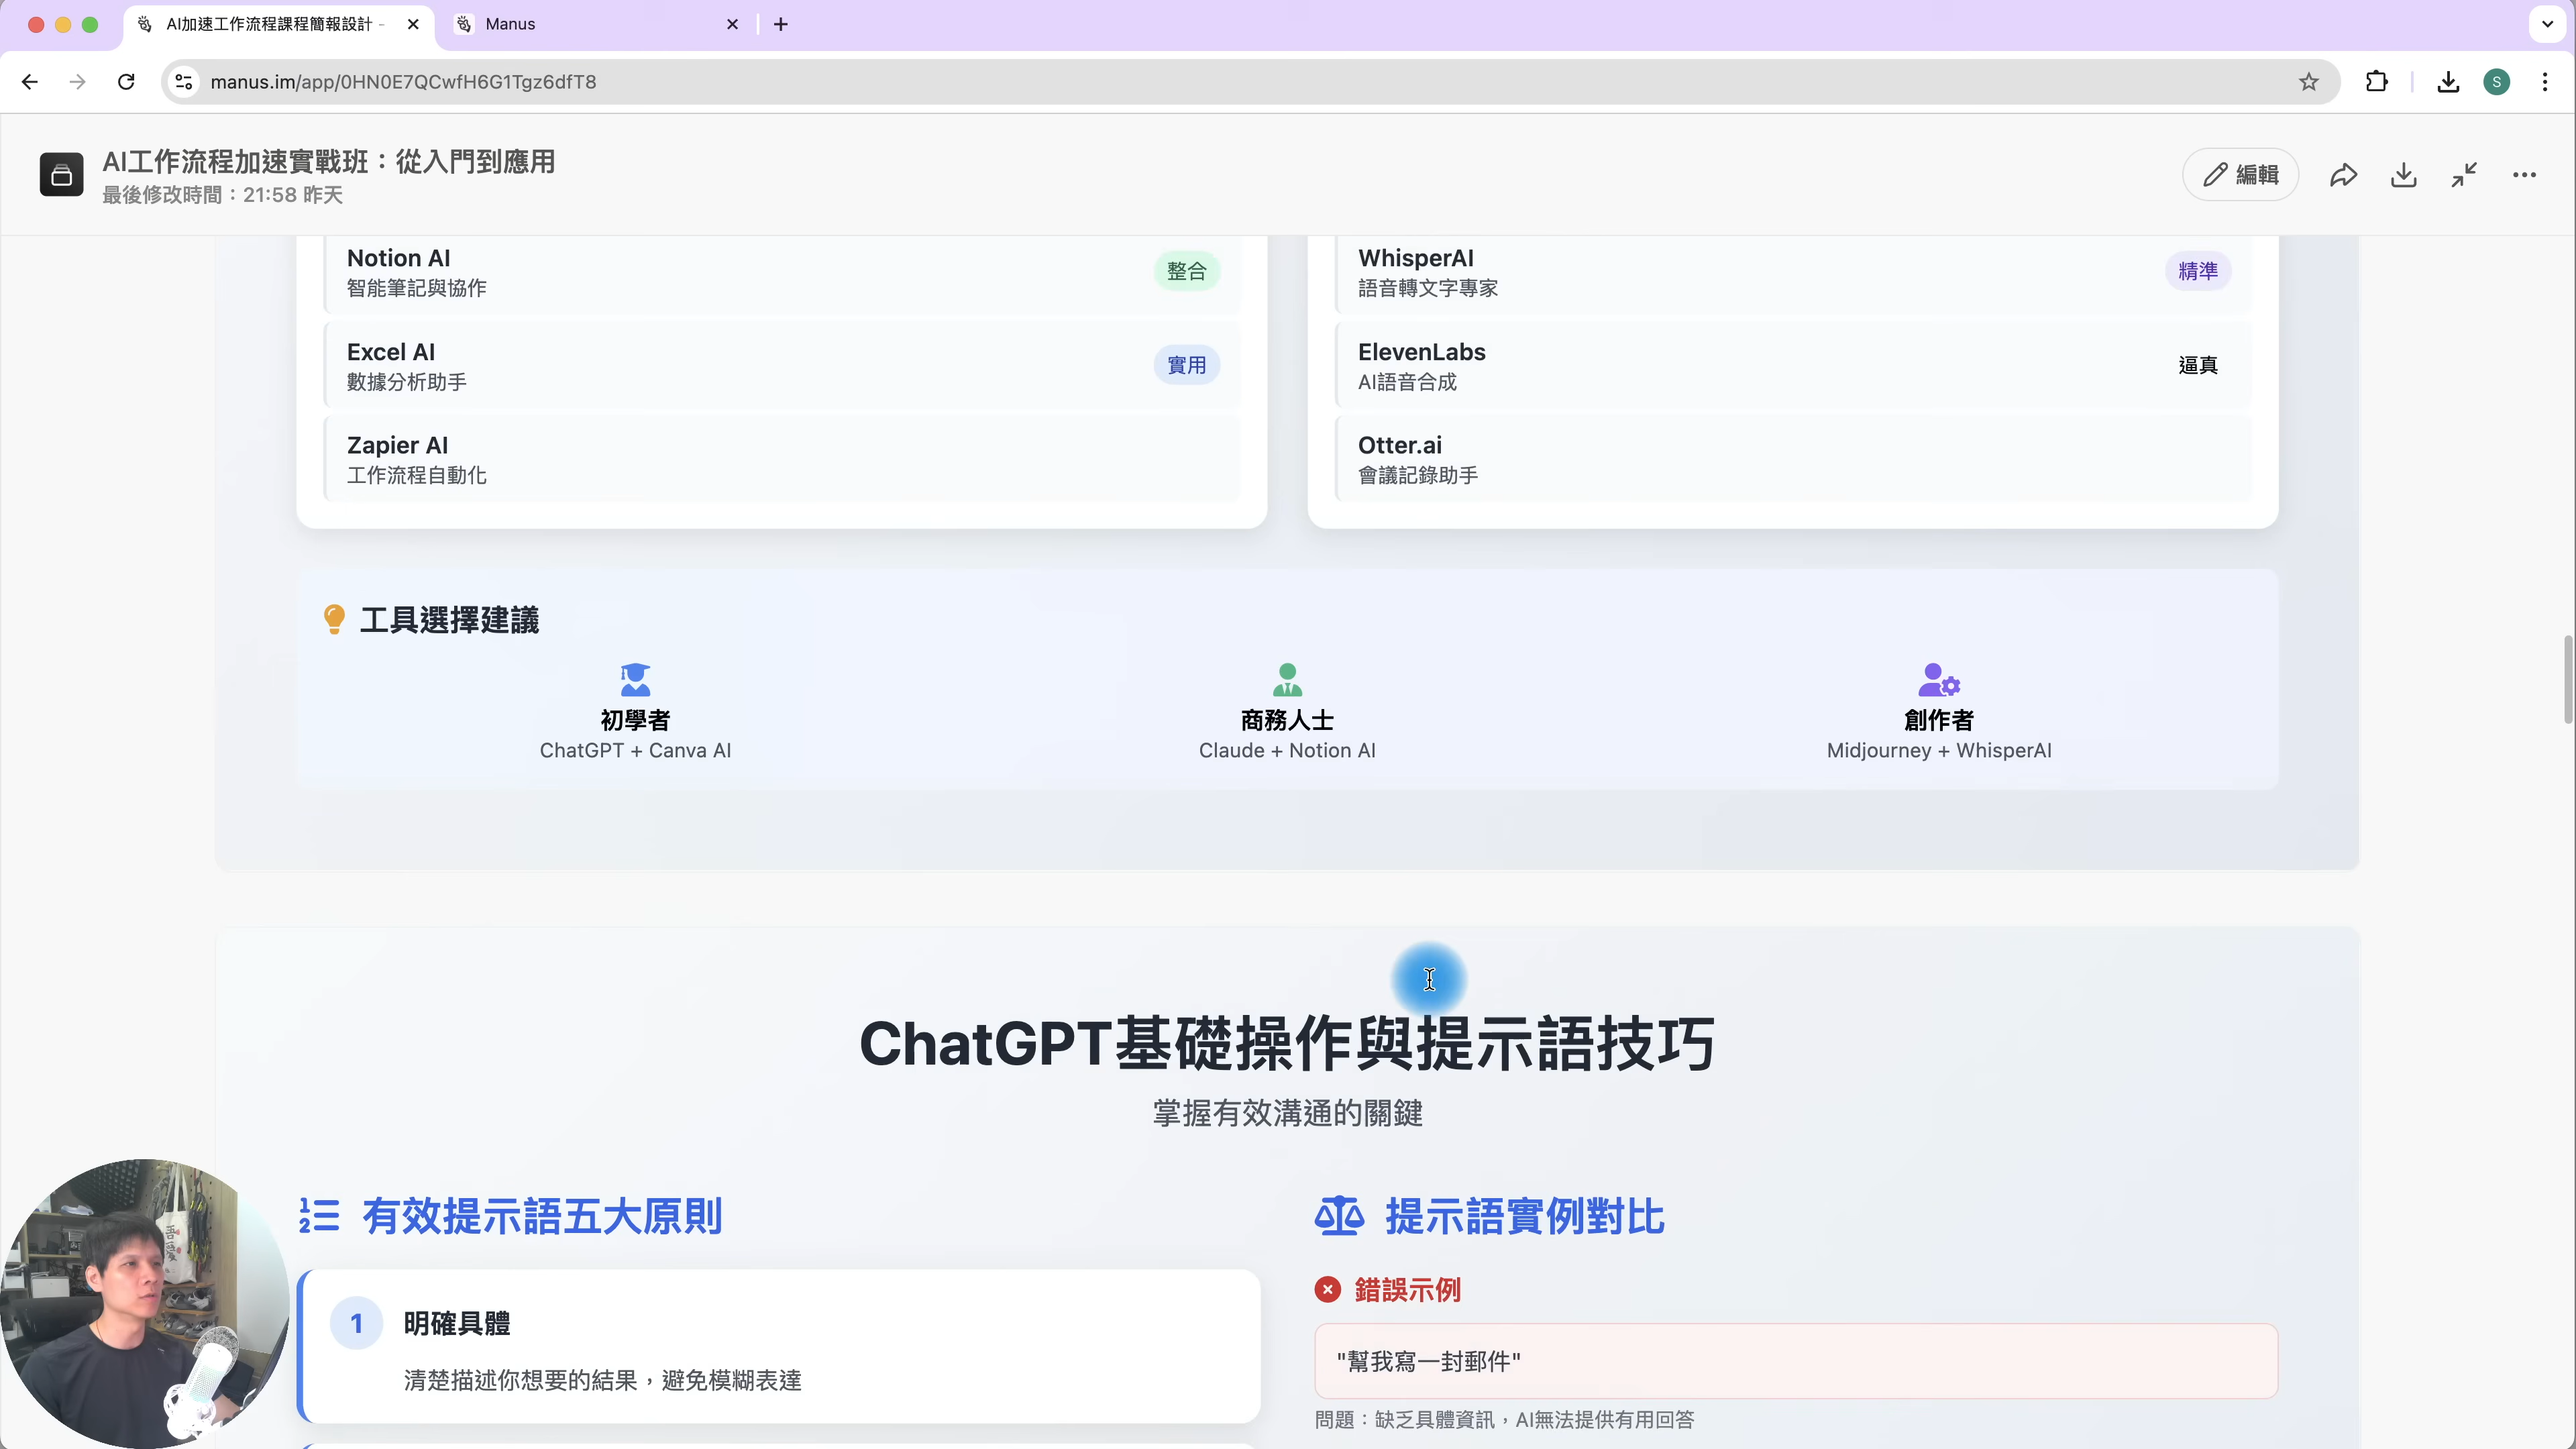 AI加速工作流程課程簡報設計 -
Manus
manus.im/app/0HN0E7QCwfH6G1Tgz6dfT8
S
AI工作流程加速實戰班：從入門到應用
最後修改時間：21:58 昨天
編輯
Notion AI
智能筆記與協作
整合
WhisperAI
語音轉文字專家
精準
Excel AI
數據分析助手
實用
ElevenLabs
AI語音合成
逼真
Zapier AI
工作流程自動化
Otter.ai
會議記錄助手
工具選擇建議
初學者
ChatGPT + Canva AI
商務人士
Claude + Notion AI
創作者
Midjourney + WhisperAI
ChatGPT基礎操作與提示語技巧
掌握有效溝通的關鍵
有效提示語五大原則
1
明確具體
清楚描述你想要的結果，避免模糊表達
提示語實例對比
錯誤示例
"幫我寫一封郵件"
問題：缺乏具體資訊，AI無法提供有用回答